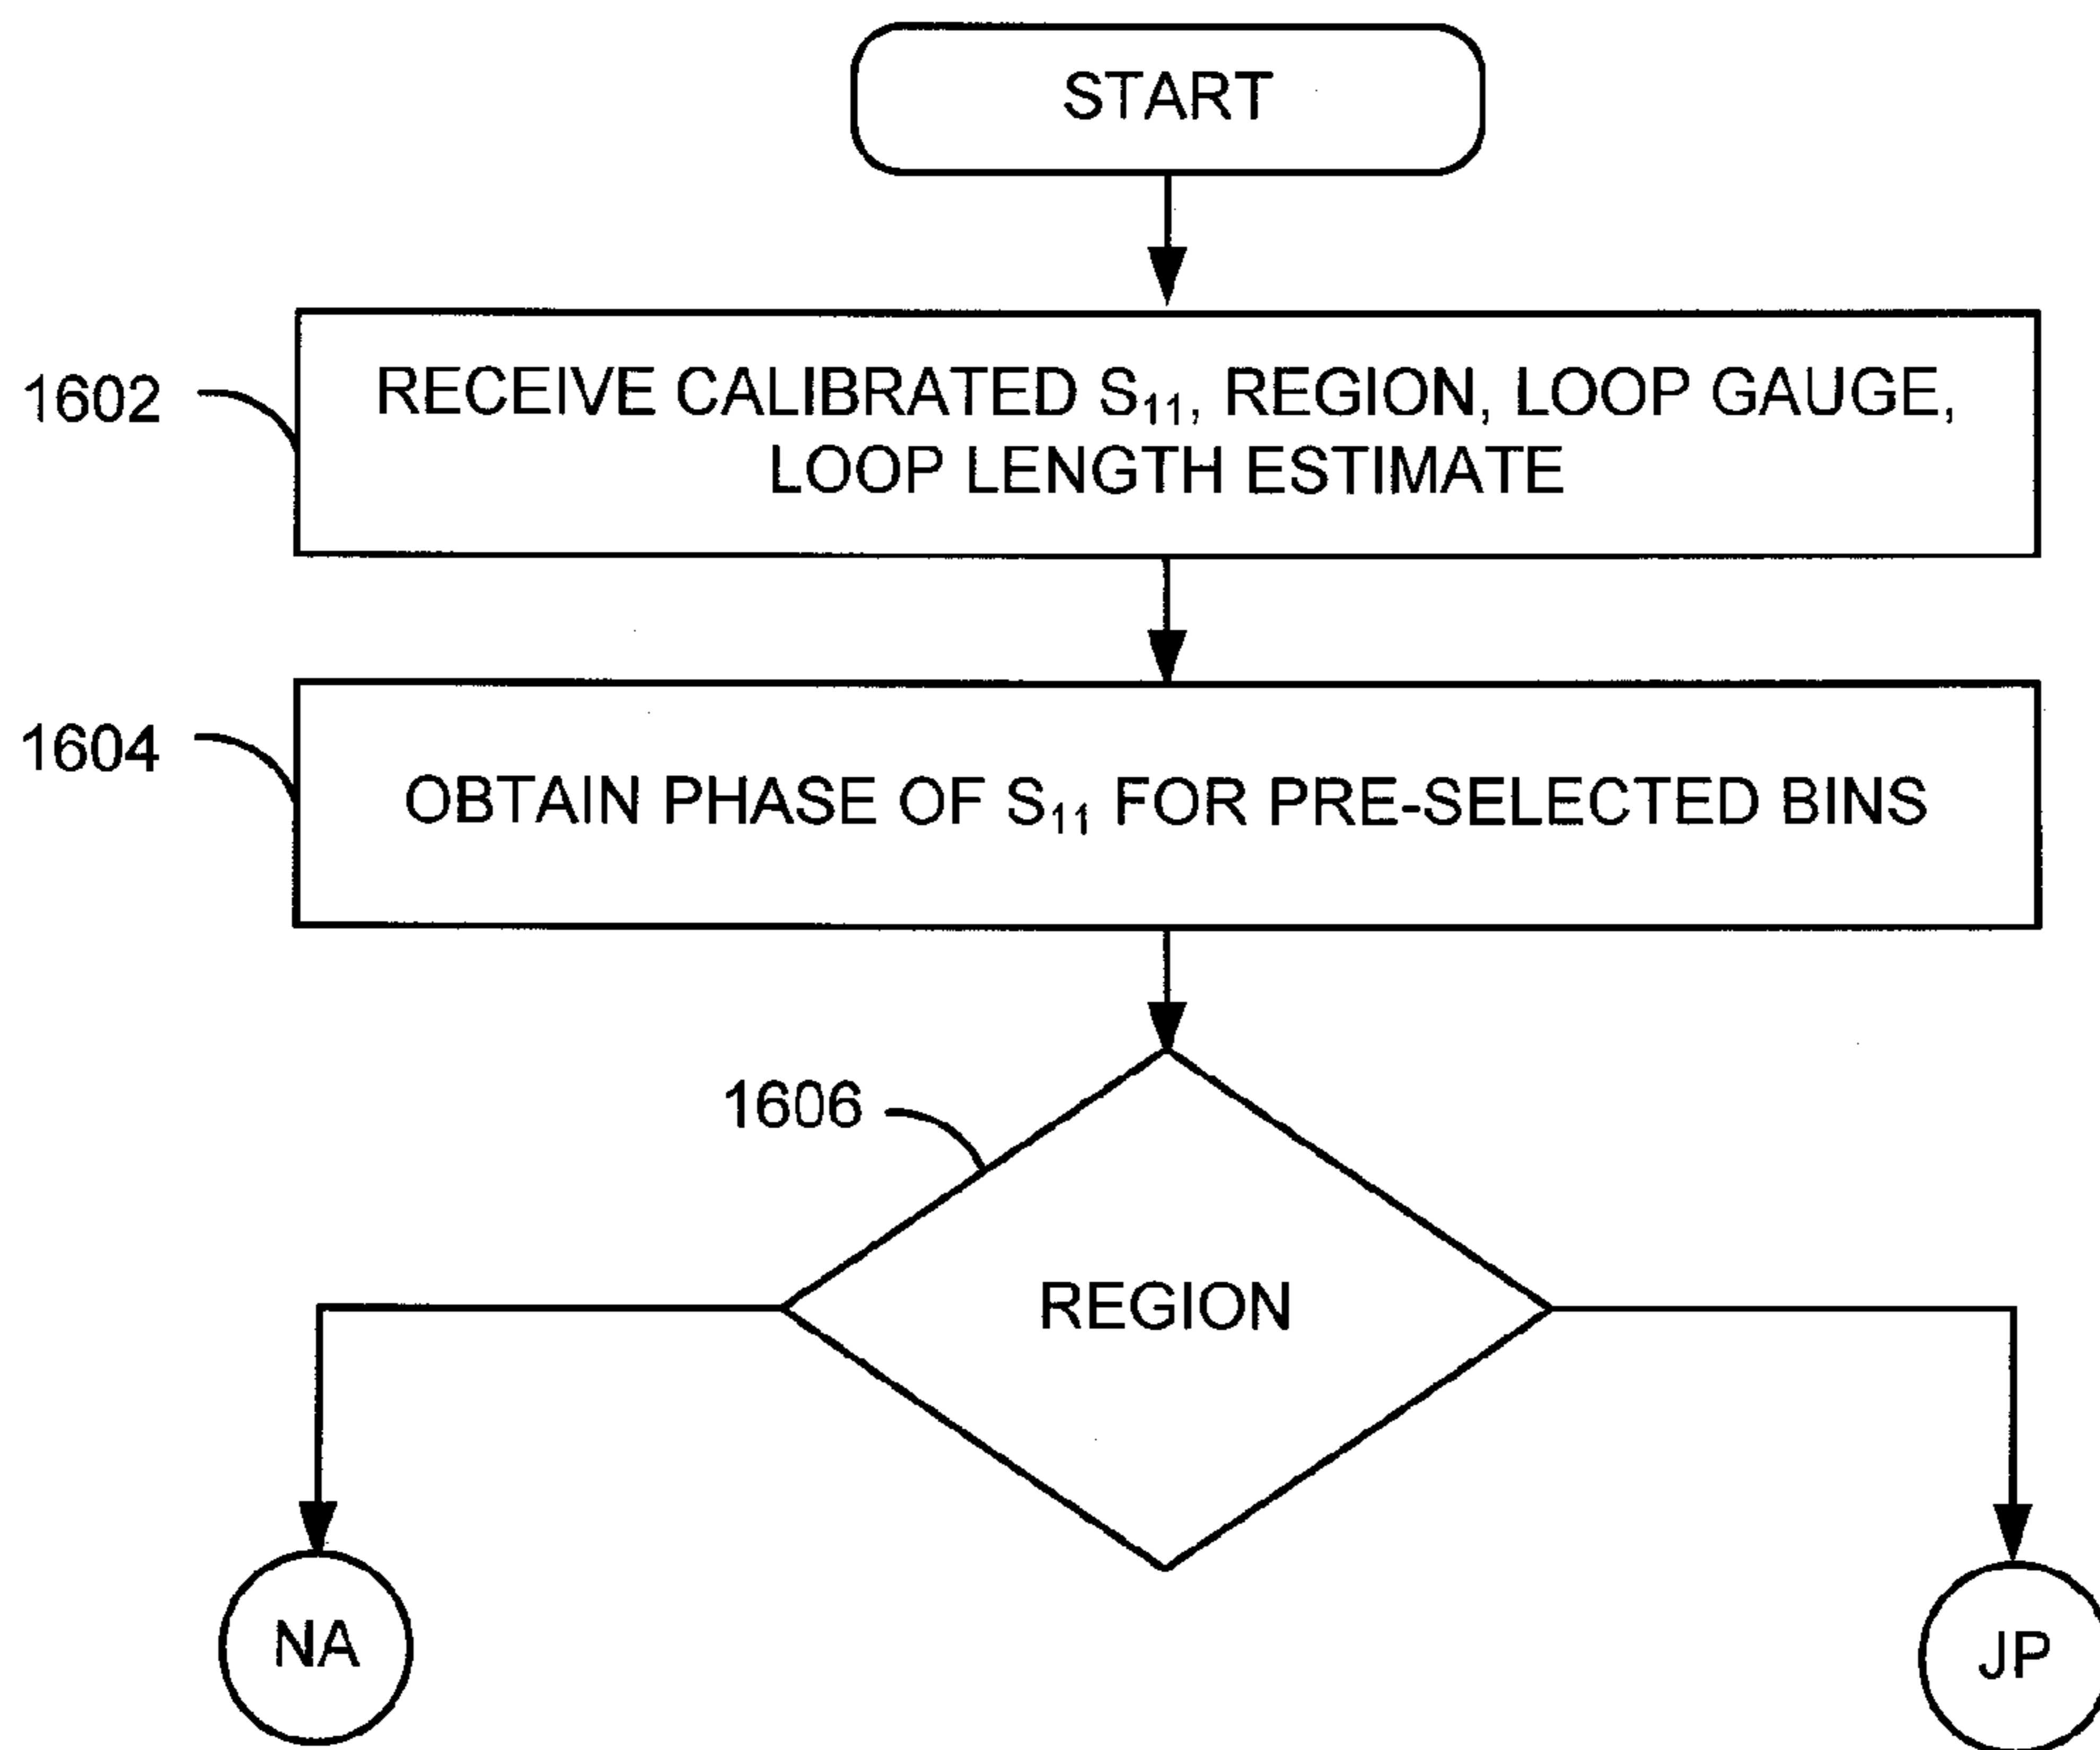 START
1602
RECEIVE CALIBRATED S₁₁, REGION, LOOP GAUGE,
LOOP LENGTH ESTIMATE
1604
OBTAIN PHASE OF S₁₁ FOR PRE-SELECTED BINS
1606
REGION
NA
JP